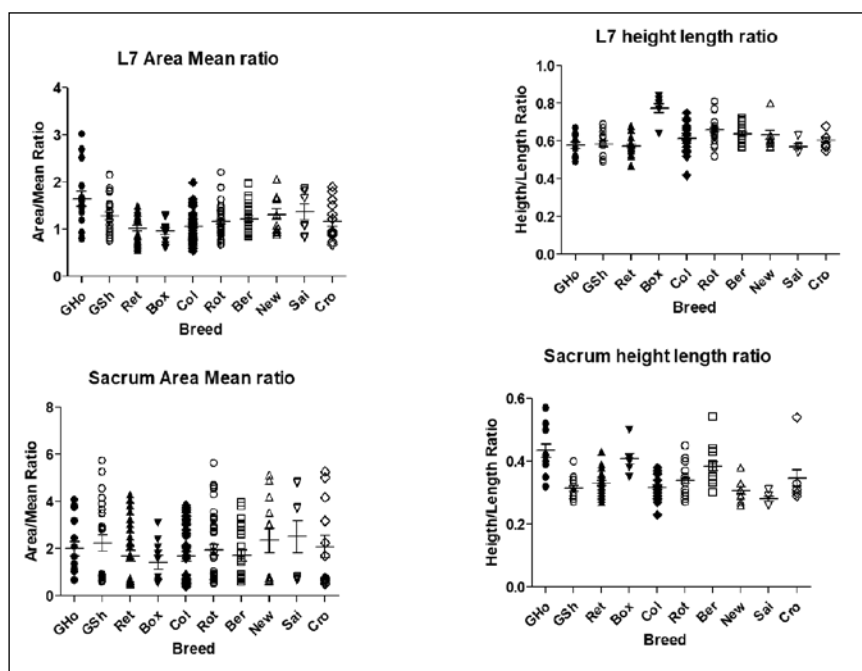 L7 Area Mean ratio
Area/Mean Ratio
4
3
2
1
0
GHo GSh Ret Box Col Rot Ber New Sai Cro
Breed
L7 height length ratio
Heigth/Length Ratio
1.0
0.8
0.6
0.4
0.2
0.0
GHo GSh Ret Box Col Rot Ber New Sai Cro
Breed
Sacrum Area Mean ratio
Area/Mean Ratio
8
6
4
2
0
GHo GSh Ret Box Col Rot Ber New Sai Cro
Breed
Sacrum height length ratio
Heigth/Length Ratio
0.6
0.4
0.2
0.0
GHo GSh Ret Box Col Rot Ber New Sai Cro
Breed